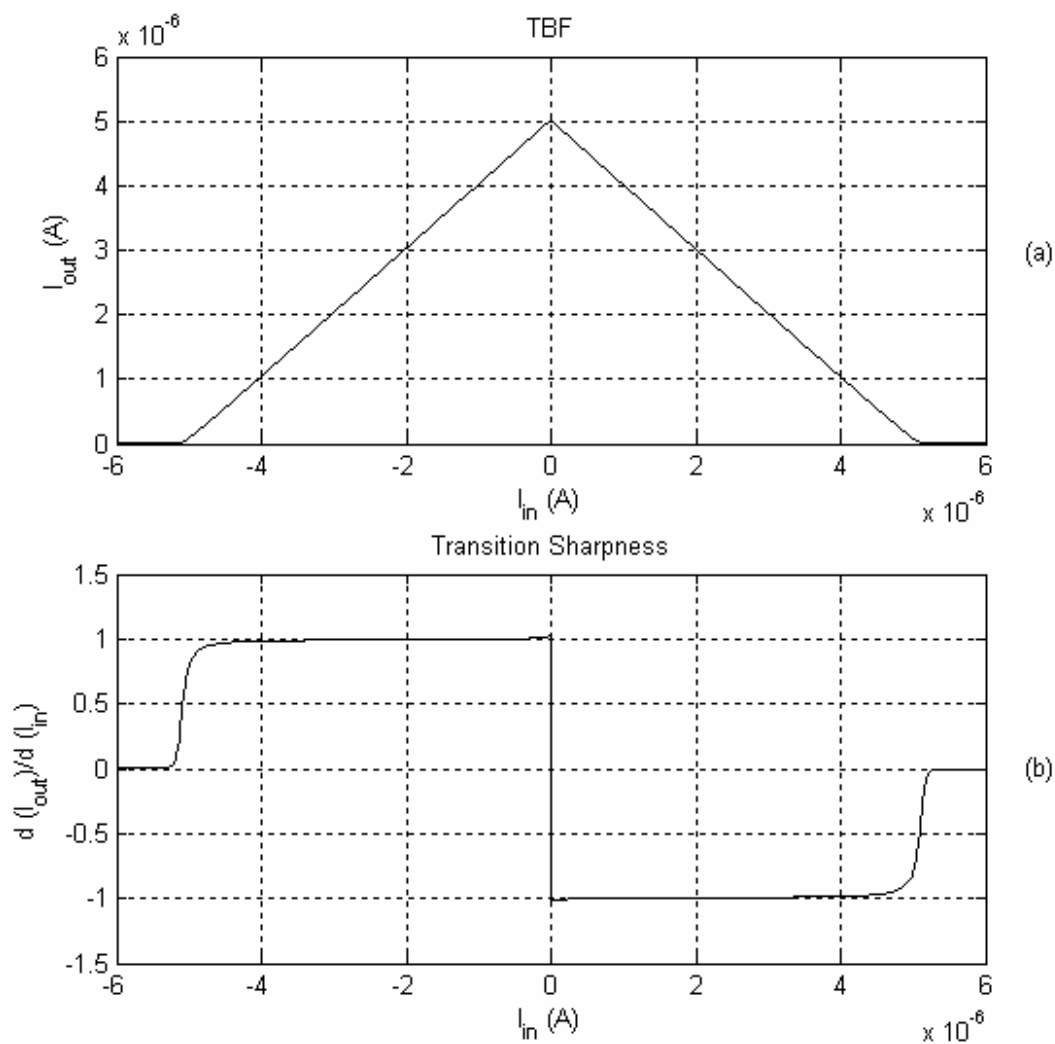 x 10^-6
TBF
6
5
4
3
2
1
0
I_out (A)
-6 -4 -2 0 2 4 6
I_in (A)
x 10^-6
(a)
Transition Sharpness
1.5
1
0.5
0
-0.5
-1
-1.5
d (I_out)/d (I_in)
-6 -4 -2 0 2 4 6
I_in (A)
x 10^-6
(b)